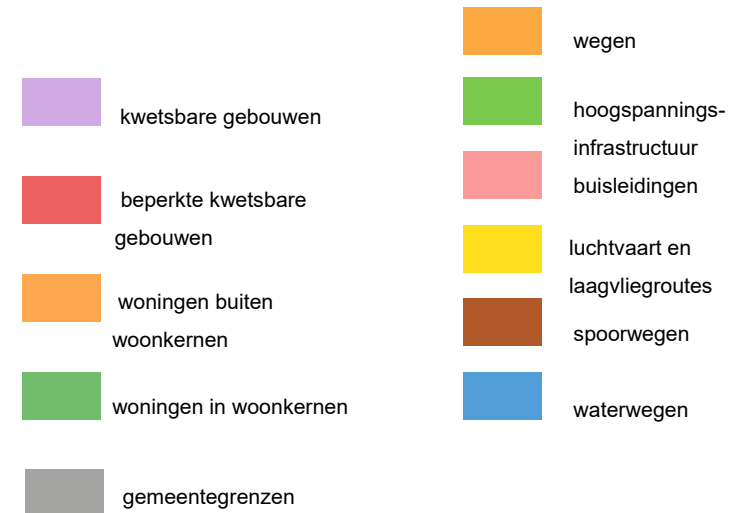 kwetsbare gebouwen
beperkte kwetsbare
gebouwen
woningen buiten
woonkernen
woningen in woonkernen
gemeentegrenzen
wegen
hoogspannings-
infrastructuur
buisleidingen
luchtvaart en
laagvliegroutes
spoorwegen
waterwegen